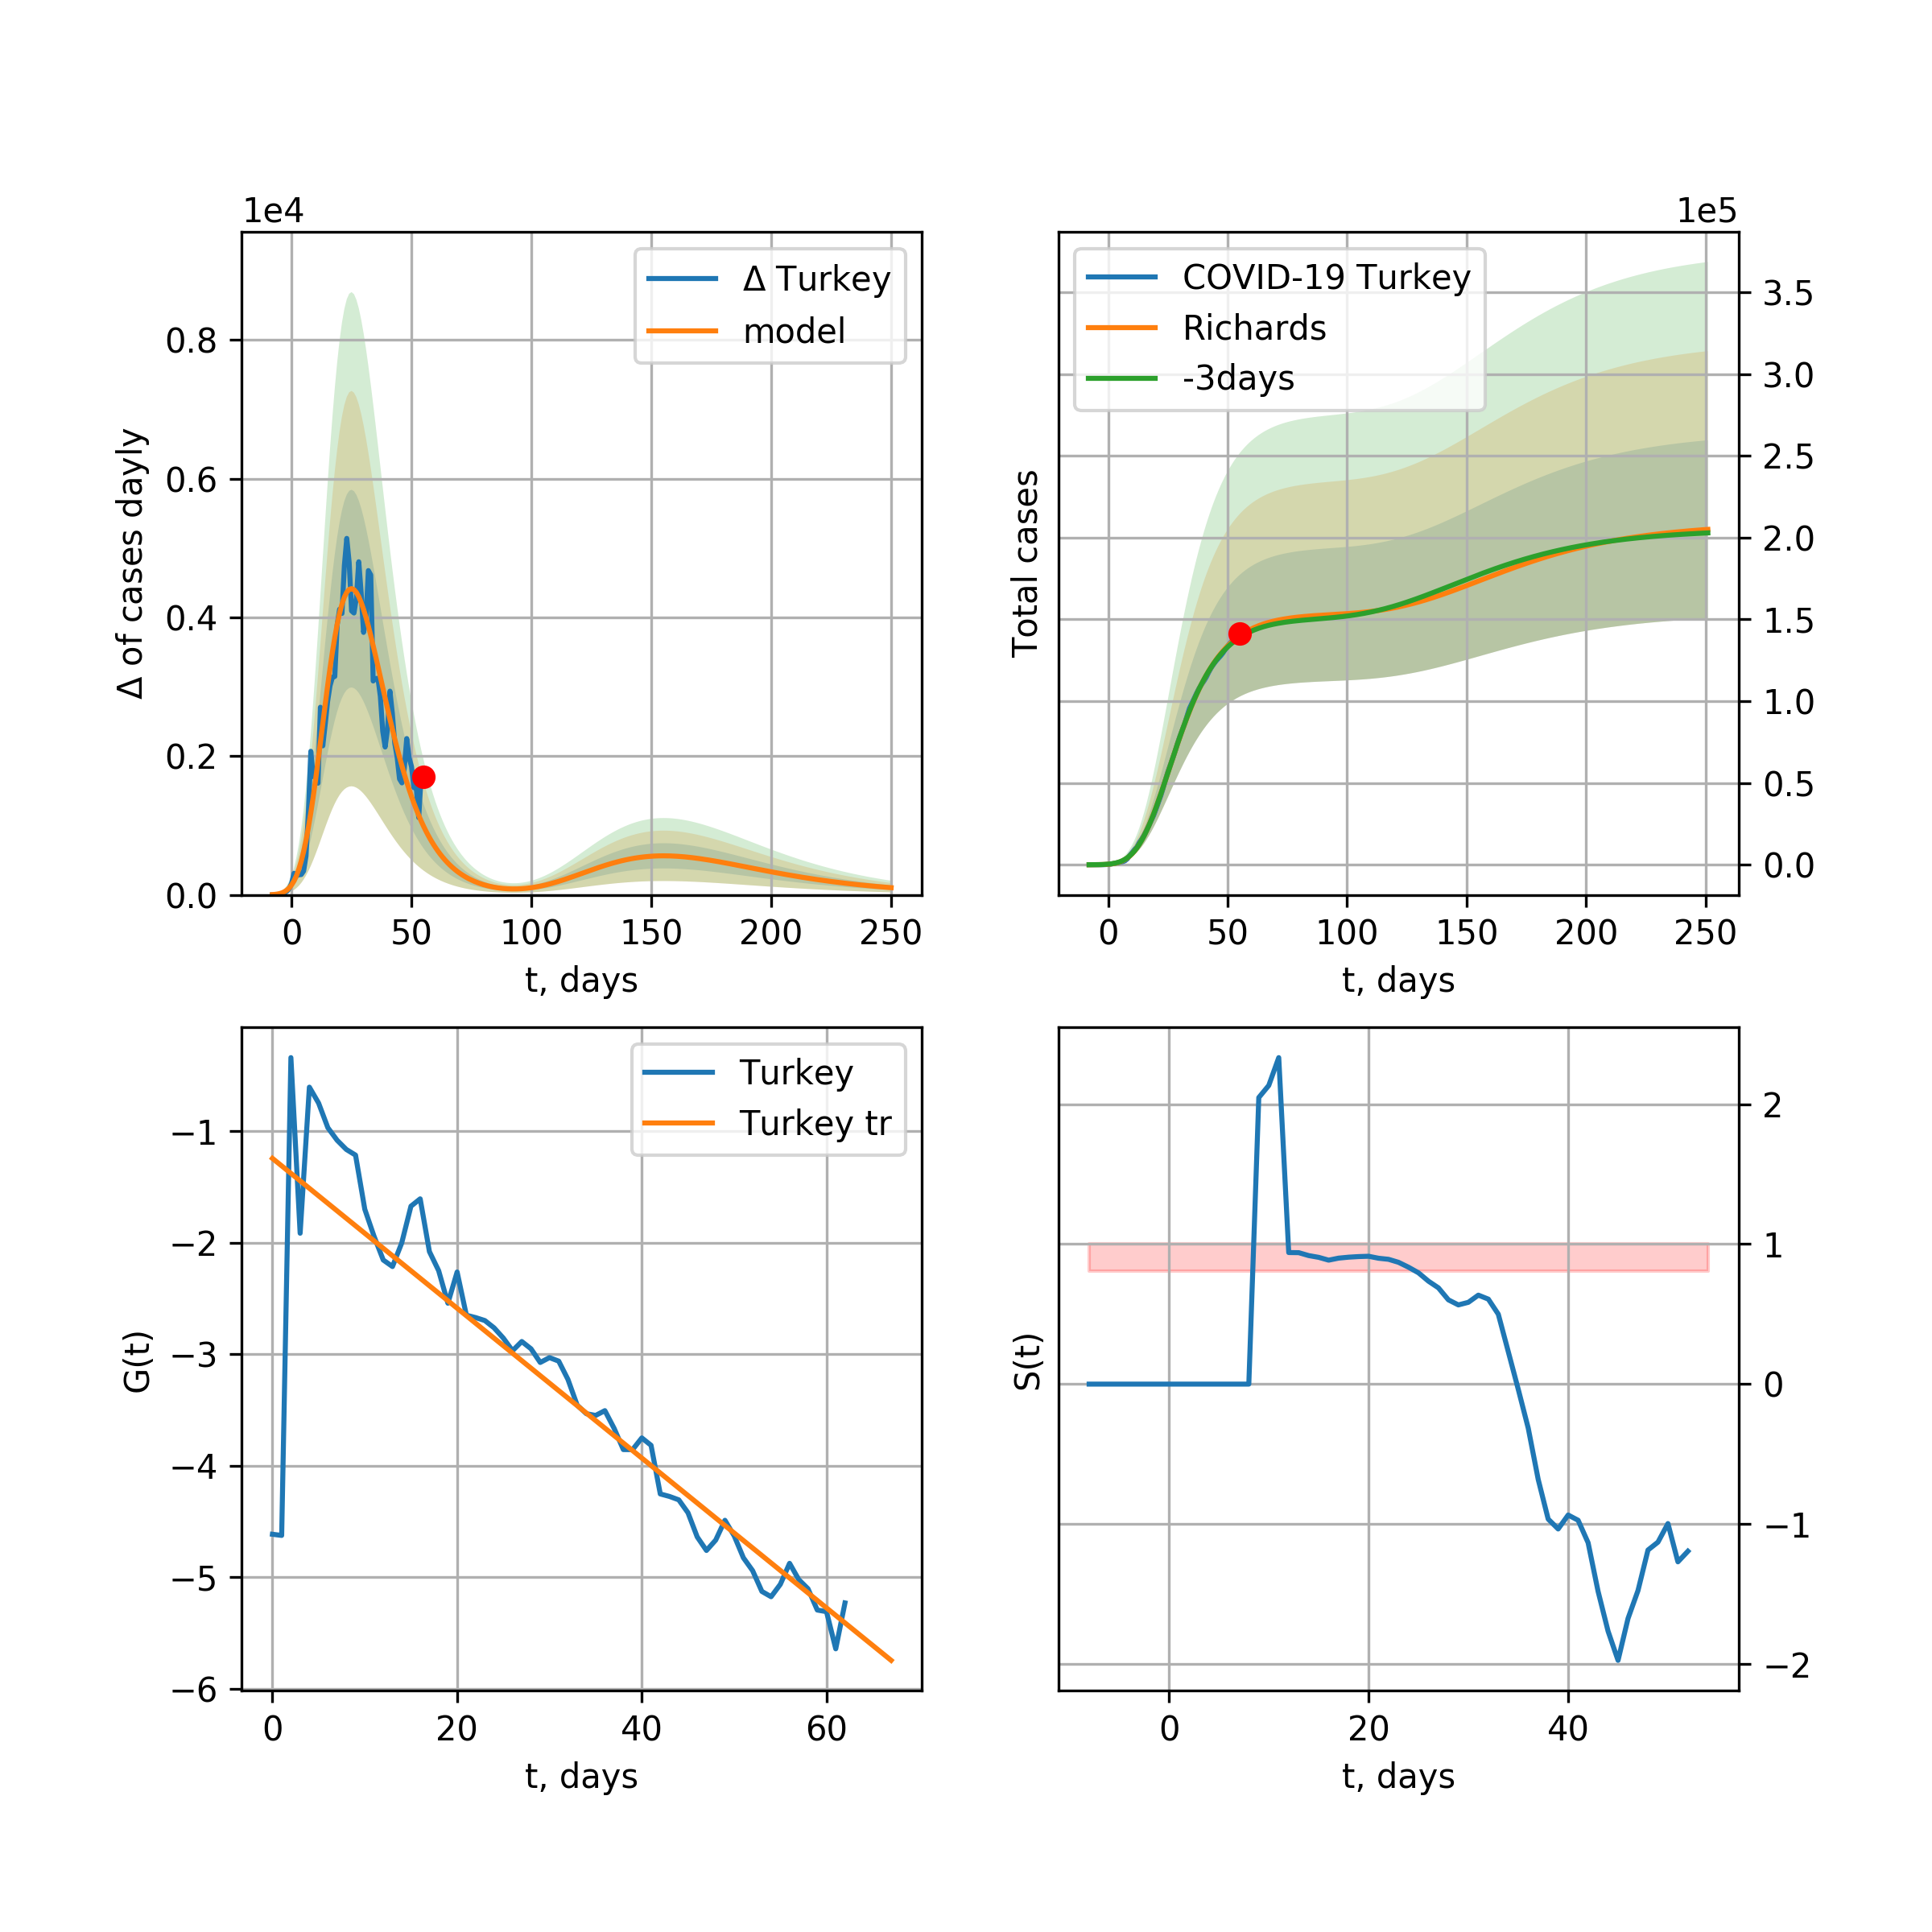 1e4
Δ of cases dayly
0.8
0.6
0.4
0.2
0.0
0 50 100 150 200 250
t, days
Δ Turkey
model
1e5
Total cases
3.5
3.0
2.5
2.0
1.5
1.0
0.5
0.0
0 50 100 150 200 250
t, days
COVID-19 Turkey
Richards
-3days
G(t)
−1
−2
−3
−4
−5
−6
0 20 40 60
t, days
Turkey
Turkey tr
S(t)
2
1
0
−1
−2
0 20 40
t, days